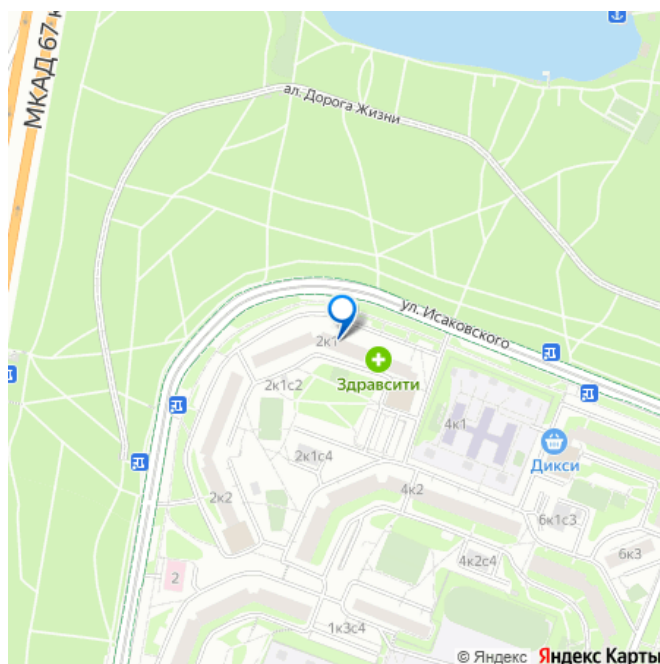 МКАД 67 к
ал. Дорога Жизни
ул. Исаковского
2к1
Здравсити
2к1с2
4к1
Дикси
2к1с4
2к2
4к2
6к1с3
6к3
4к2с4
2
1к3с4
© Яндекс Яндекс Карты